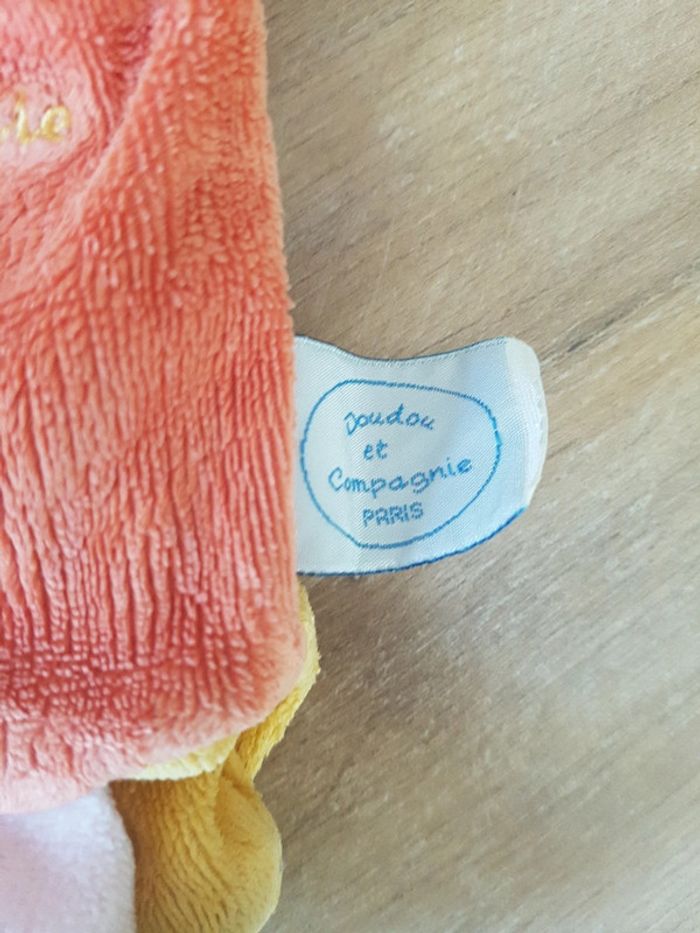 Doudou
et
Compagnie
PARIS